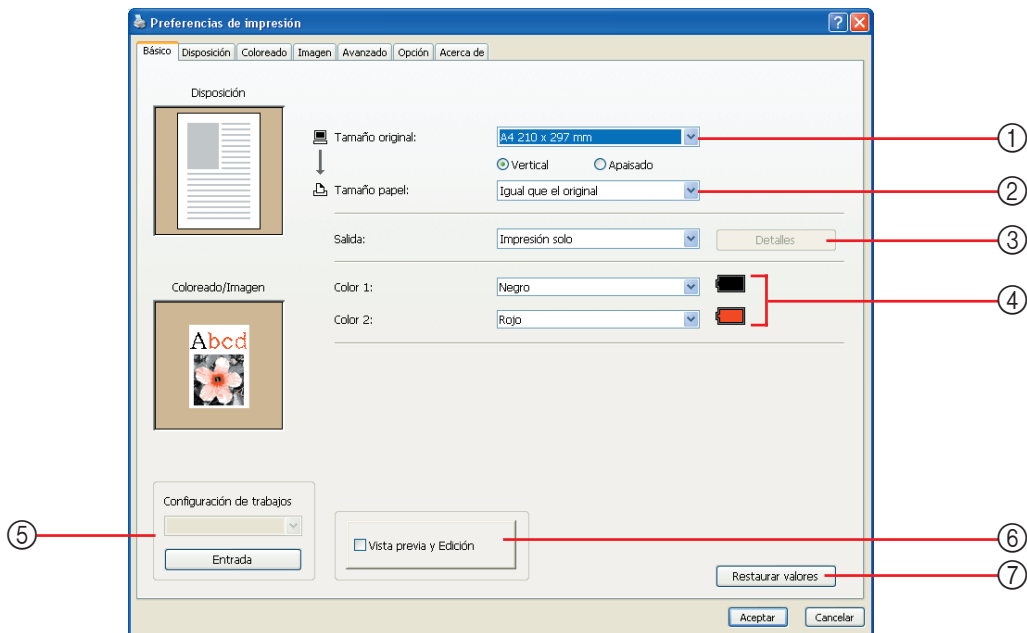 Preferencias de impresión
Básico Disposición Coloreado Imagen Avanzado Opción Acerca de
Disposición
Tamaño original: A4 210 x 297 mm ①
Vertical Apaisado
Tamaño papel: Igual que el original ②
Salida: Impresión solo Detalles ③
Coloreado/Imagen
Color 1: Negro
④
Color 2: Rojo
Abcd
Configuración de trabajos
⑤
Vista previa y Edición ⑥
Entrada
Restaurar valores ⑦
Aceptar Cancelar